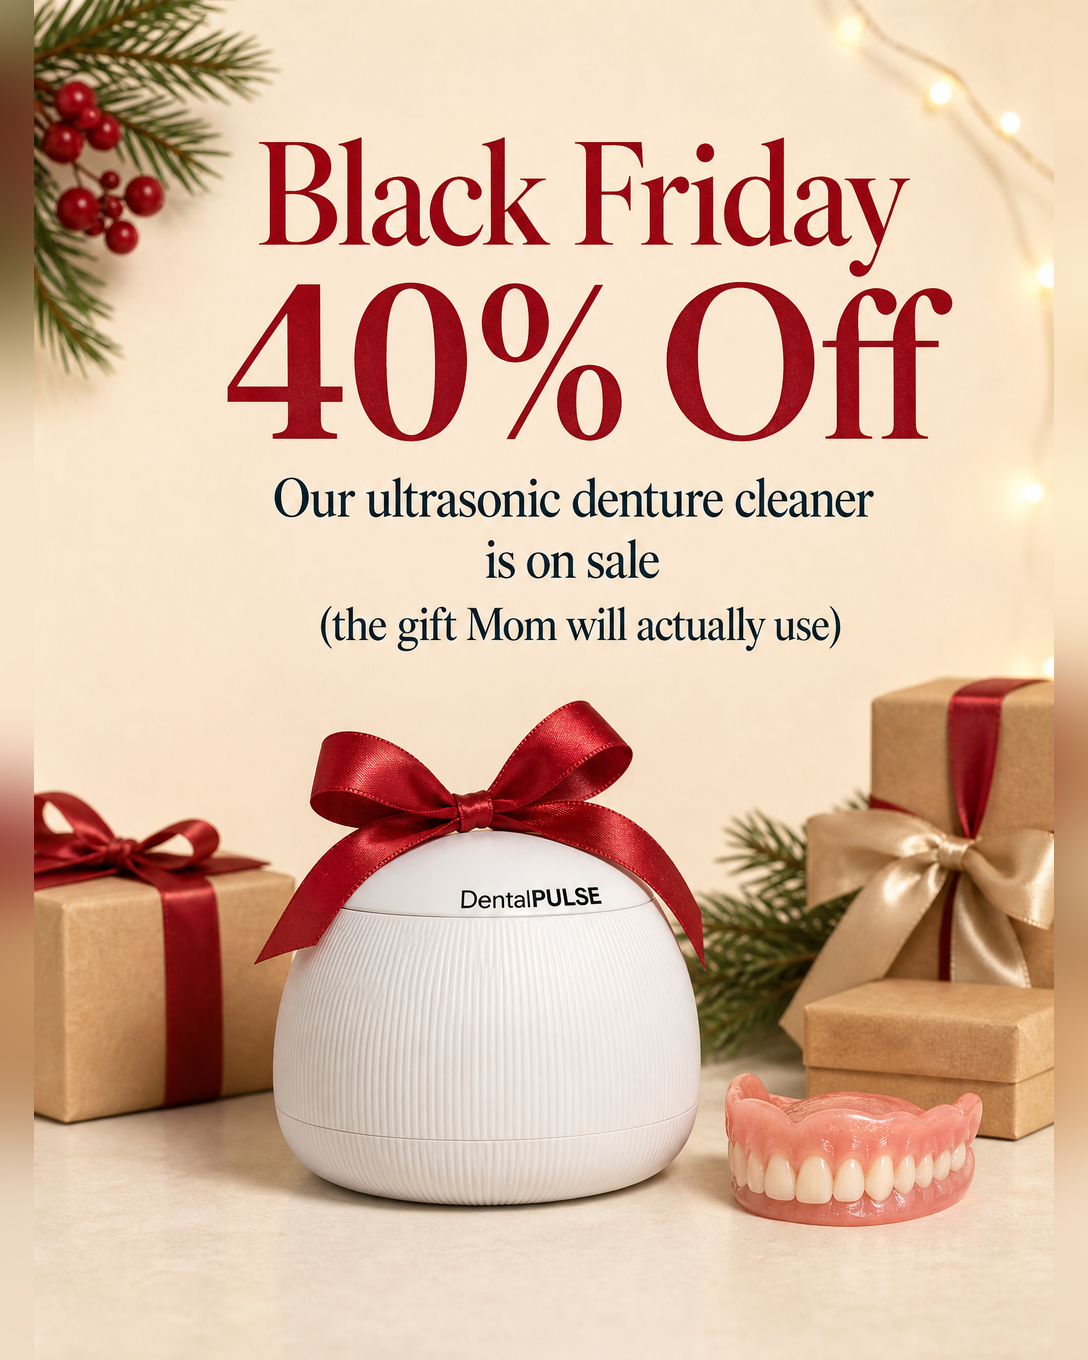 Black Friday
40% Off
Our ultrasonic denture cleaner
is on sale
(the gift Mom will actually use)
DentalPULSE